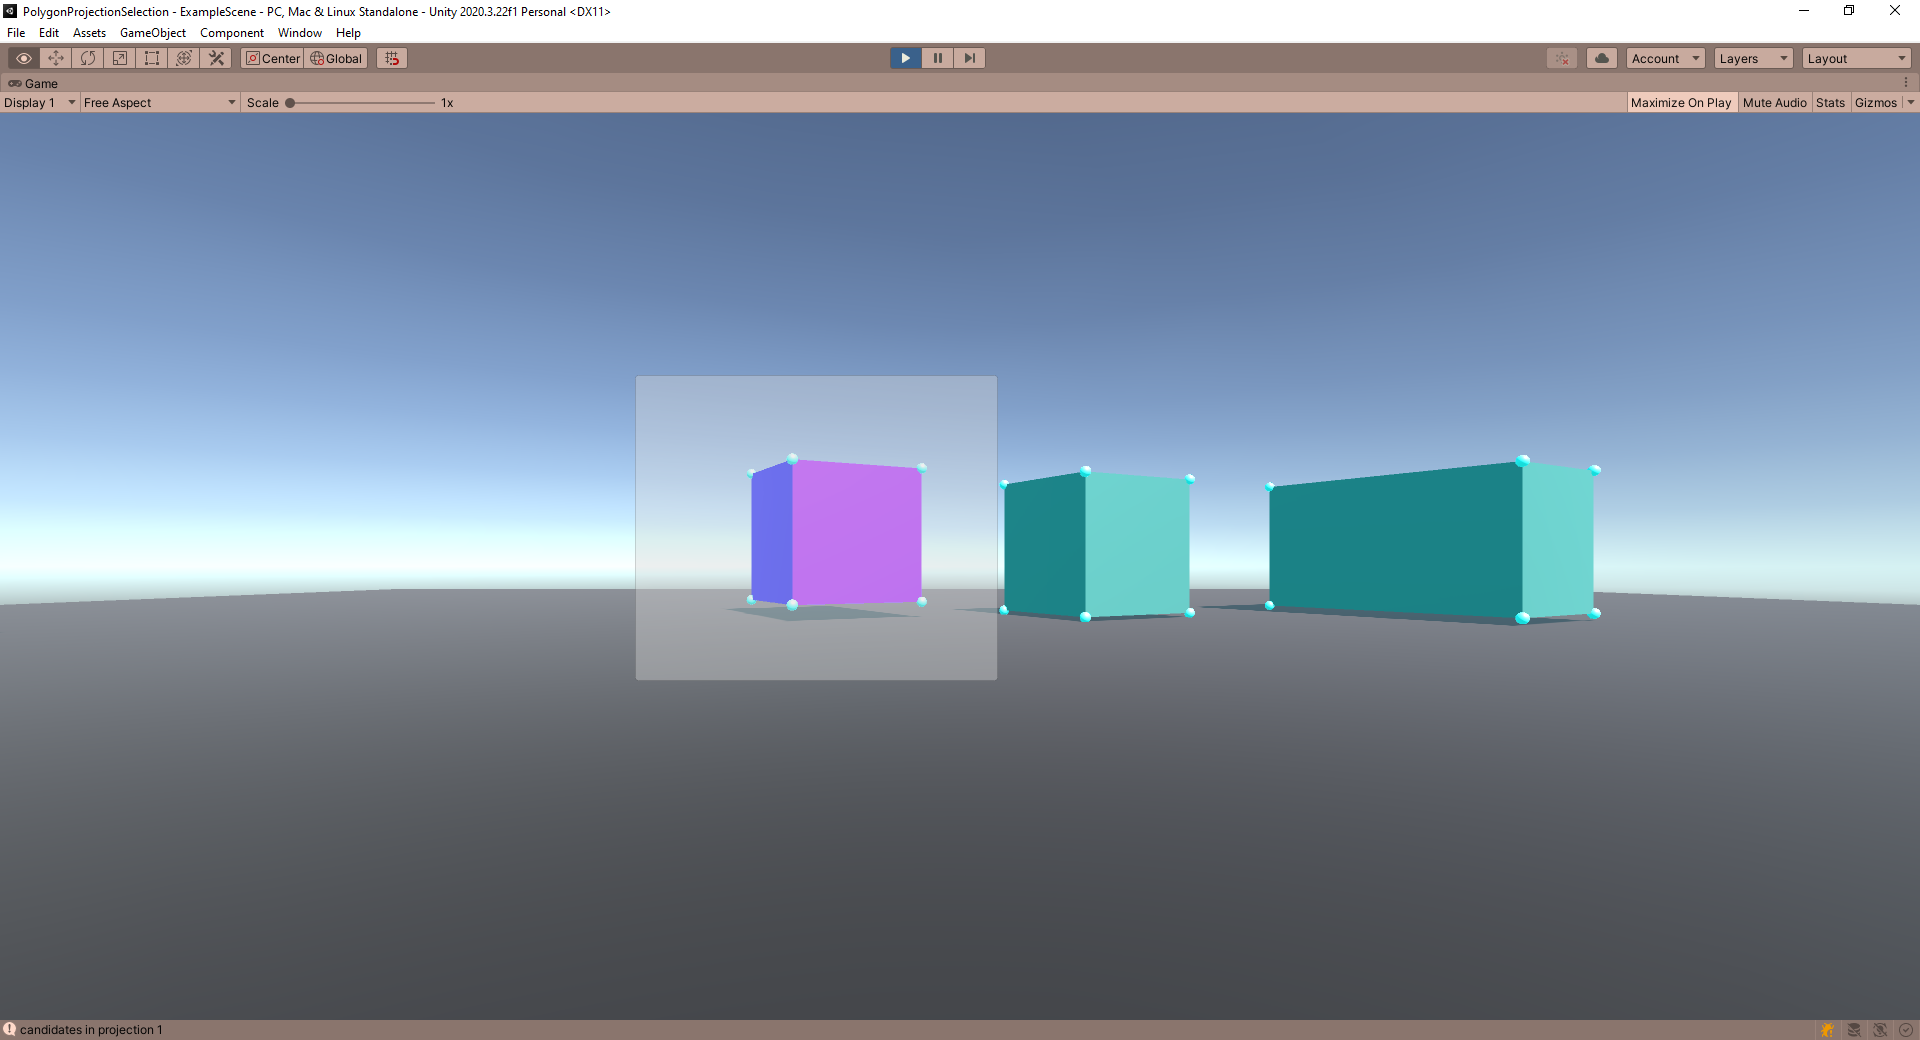 PolygonProjectionSelection - ExampleScene - PC, Mac & Linux Standalone - Unity 2020.3.22f1 Personal <DX11>
File Edit Assets GameObject Component Window Help
Center Global Account Layers Layout
Game
Display 1 Free Aspect Scale 1x Maximize On Play Mute Audio Stats Gizmos
candidates in projection 1